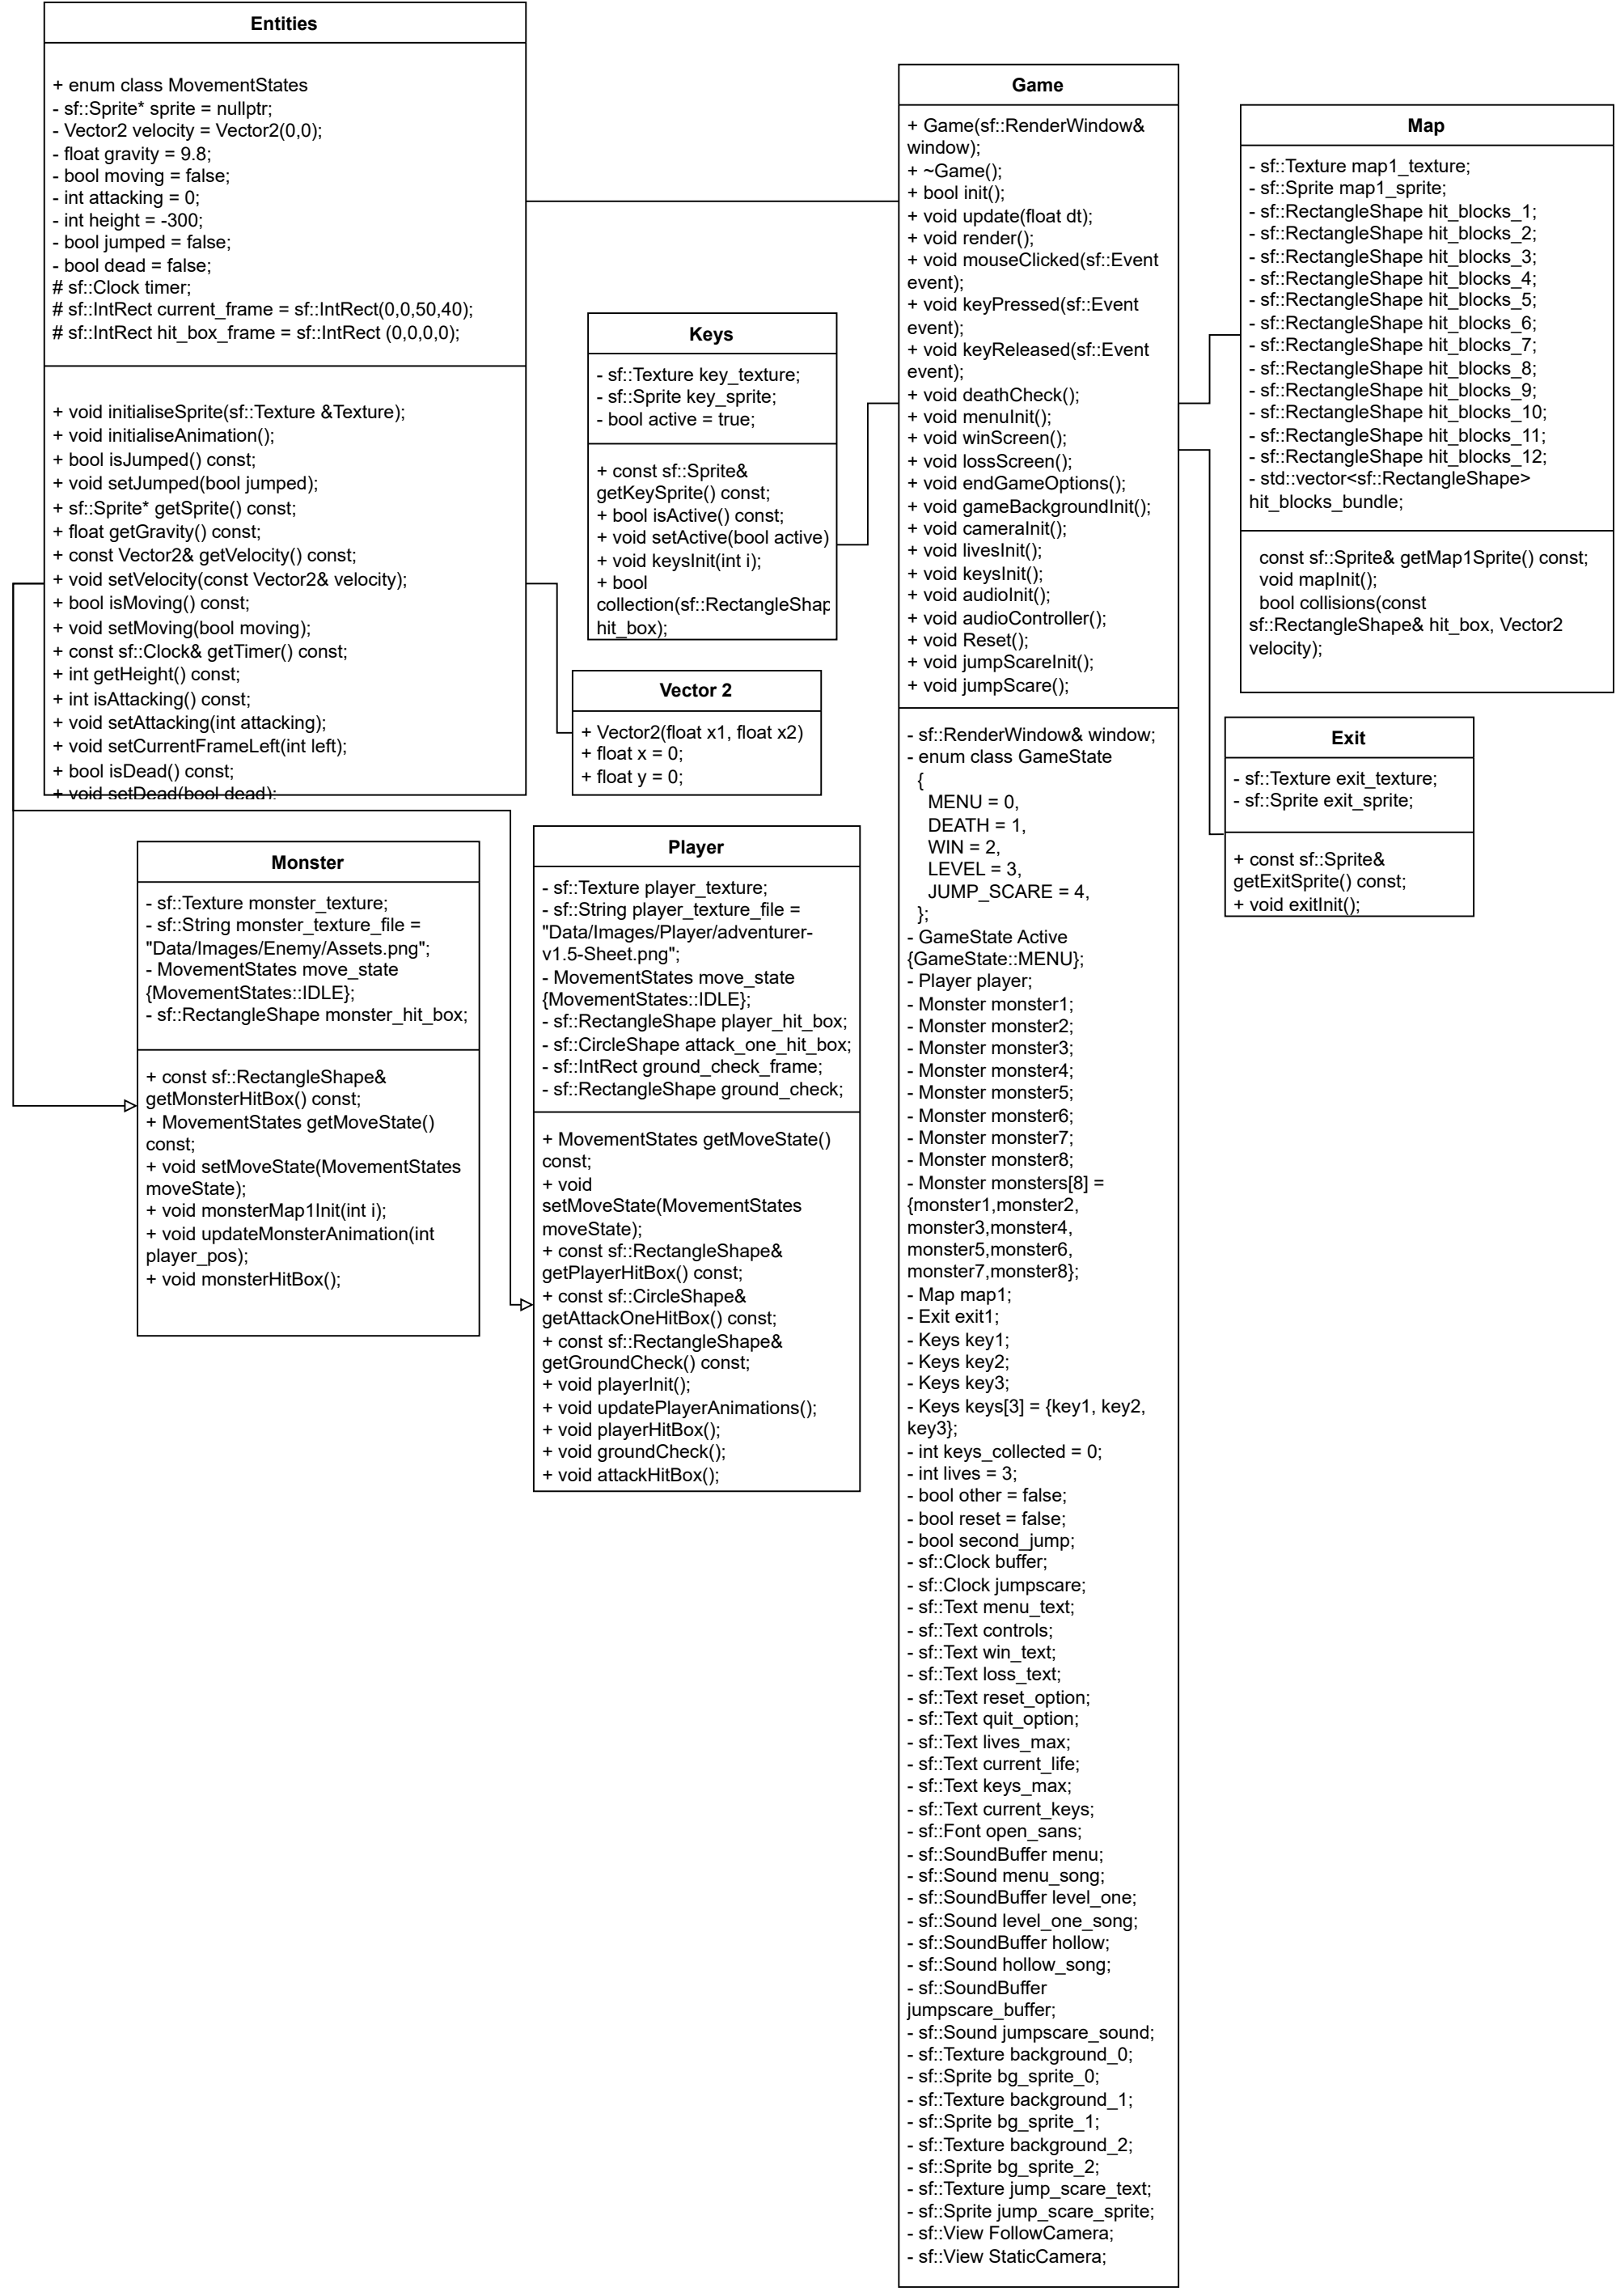 Entities
+ enum class MovementStates
- sf::Sprite* sprite = nullptr;
- Vector2 velocity = Vector2(0,0);
- float gravity = 9.8;
- bool moving = false;
- int attacking = 0;
- int height = -300;
- bool jumped = false;
- bool dead = false;
# sf::Clock timer;
# sf::IntRect current_frame = sf::IntRect(0,0,50,40);
# sf::IntRect hit_box_frame = sf::IntRect (0,0,0,0);
+ void initialiseSprite(sf::Texture &Texture);
+ void initialiseAnimation();
+ bool isJumped() const;
+ void setJumped(bool jumped);
+ sf::Sprite* getSprite() const;
+ float getGravity() const;
+ const Vector2& getVelocity() const;
+ void setVelocity(const Vector2& velocity);
+ bool isMoving() const;
+ void setMoving(bool moving);
+ const sf::Clock& getTimer() const;
+ int getHeight() const;
+ int isAttacking() const;
+ void setAttacking(int attacking);
+ void setCurrentFrameLeft(int left);
+ bool isDead() const;
+ void setDead(bool dead);
Keys
- sf::Texture key_texture;
- sf::Sprite key_sprite;
- bool active = true;
+ const sf::Sprite&
getKeySprite() const;
+ bool isActive() const;
+ void setActive(bool active)
+ void keysInit(int i);
+ bool
collection(sf::RectangleShap
hit_box);
Vector 2
+ Vector2(float x1, float x2)
+ float x = 0;
+ float y = 0;
Monster
- sf::Texture monster_texture;
- sf::String monster_texture_file =
"Data/Images/Enemy/Assets.png";
- MovementStates move_state
{MovementStates::IDLE};
- sf::RectangleShape monster_hit_box;
+ const sf::RectangleShape&
getMonsterHitBox() const;
+ MovementStates getMoveState()
const;
+ void setMoveState(MovementStates
moveState);
+ void monsterMap1Init(int i);
+ void updateMonsterAnimation(int
player_pos);
+ void monsterHitBox();
Player
- sf::Texture player_texture;
- sf::String player_texture_file =
"Data/Images/Player/adventurer-
v1.5-Sheet.png";
- MovementStates move_state
{MovementStates::IDLE};
- sf::RectangleShape player_hit_box;
- sf::CircleShape attack_one_hit_box;
- sf::IntRect ground_check_frame;
- sf::RectangleShape ground_check;
+ MovementStates getMoveState()
const;
+ void
setMoveState(MovementStates
moveState);
+ const sf::RectangleShape&
getPlayerHitBox() const;
+ const sf::CircleShape&
getAttackOneHitBox() const;
+ const sf::RectangleShape&
getGroundCheck() const;
+ void playerInit();
+ void updatePlayerAnimations();
+ void playerHitBox();
+ void groundCheck();
+ void attackHitBox();
Game
+ Game(sf::RenderWindow&
window);
+ ~Game();
+ bool init();
+ void update(float dt);
+ void render();
+ void mouseClicked(sf::Event
event);
+ void keyPressed(sf::Event
event);
+ void keyReleased(sf::Event
event);
+ void deathCheck();
+ void menuInit();
+ void winScreen();
+ void lossScreen();
+ void endGameOptions();
+ void gameBackgroundInit();
+ void cameraInit();
+ void livesInit();
+ void keysInit();
+ void audioInit();
+ void audioController();
+ void Reset();
+ void jumpScareInit();
+ void jumpScare();
- sf::RenderWindow& window;
- enum class GameState
{
MENU = 0,
DEATH = 1,
WIN = 2,
LEVEL = 3,
JUMP_SCARE = 4,
};
- GameState Active
{GameState::MENU};
- Player player;
- Monster monster1;
- Monster monster2;
- Monster monster3;
- Monster monster4;
- Monster monster5;
- Monster monster6;
- Monster monster7;
- Monster monster8;
- Monster monsters[8] =
{monster1,monster2,
monster3,monster4,
monster5,monster6,
monster7,monster8};
- Map map1;
- Exit exit1;
- Keys key1;
- Keys key2;
- Keys key3;
- Keys keys[3] = {key1, key2,
key3};
- int keys_collected = 0;
- int lives = 3;
- bool other = false;
- bool reset = false;
- bool second_jump;
- sf::Clock buffer;
- sf::Clock jumpscare;
- sf::Text menu_text;
- sf::Text controls;
- sf::Text win_text;
- sf::Text loss_text;
- sf::Text reset_option;
- sf::Text quit_option;
- sf::Text lives_max;
- sf::Text current_life;
- sf::Text keys_max;
- sf::Text current_keys;
- sf::Font open_sans;
- sf::SoundBuffer menu;
- sf::Sound menu_song;
- sf::SoundBuffer level_one;
- sf::Sound level_one_song;
- sf::SoundBuffer hollow;
- sf::Sound hollow_song;
- sf::SoundBuffer
jumpscare_buffer;
- sf::Sound jumpscare_sound;
- sf::Texture background_0;
- sf::Sprite bg_sprite_0;
- sf::Texture background_1;
- sf::Sprite bg_sprite_1;
- sf::Texture background_2;
- sf::Sprite bg_sprite_2;
- sf::Texture jump_scare_text;
- sf::Sprite jump_scare_sprite;
- sf::View FollowCamera;
- sf::View StaticCamera;
Map
- sf::Texture map1_texture;
- sf::Sprite map1_sprite;
- sf::RectangleShape hit_blocks_1;
- sf::RectangleShape hit_blocks_2;
- sf::RectangleShape hit_blocks_3;
- sf::RectangleShape hit_blocks_4;
- sf::RectangleShape hit_blocks_5;
- sf::RectangleShape hit_blocks_6;
- sf::RectangleShape hit_blocks_7;
- sf::RectangleShape hit_blocks_8;
- sf::RectangleShape hit_blocks_9;
- sf::RectangleShape hit_blocks_10;
- sf::RectangleShape hit_blocks_11;
- sf::RectangleShape hit_blocks_12;
- std::vector<sf::RectangleShape>
hit_blocks_bundle;
const sf::Sprite& getMap1Sprite() const;
void mapInit();
bool collisions(const
sf::RectangleShape& hit_box, Vector2
velocity);
Exit
- sf::Texture exit_texture;
- sf::Sprite exit_sprite;
+ const sf::Sprite&
getExitSprite() const;
+ void exitInit();